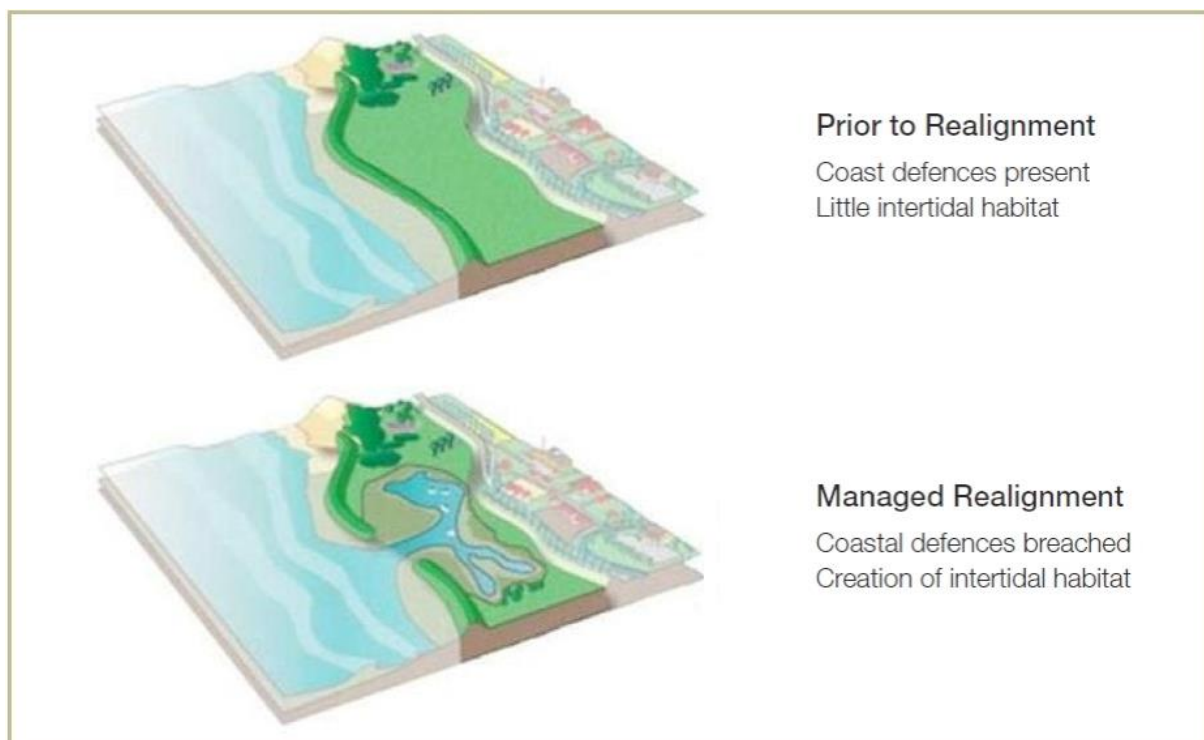 Prior to Realignment
Coast defences present
Little intertidal habitat
Managed Realignment
Coastal defences breached
Creation of intertidal habitat